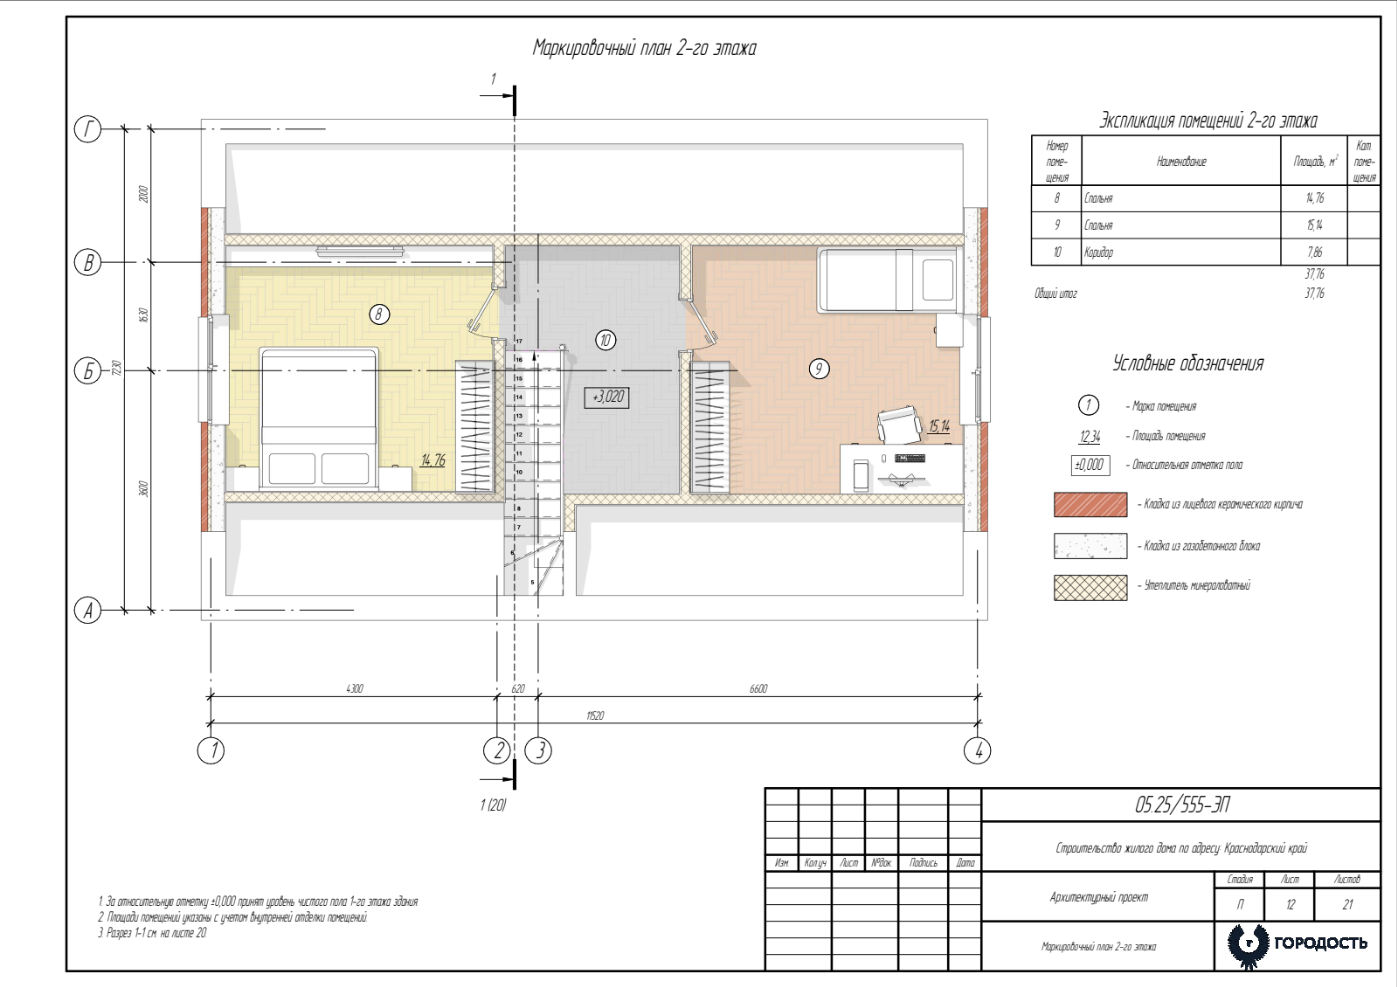 Маркировочный план 2-го этажа
1
Г
В
Б
А
2000
1630
7230
3600
8
14,76
10
+3,020
9
15,14
17
16
15
14
13
12
11
10
8
7
6
5
4300
620
6600
11520
1
2
3
4
1 (20)
Экспликация помещений 2-го этажа
Номер поме-щения
Наименование
Площадь, м²
Кат. поме-щения
8 Спальня 14,76
9 Спальня 15,14
10 Коридор 7,86
37,76
Общий итог 37,76
Условные обозначения
1 - Марка помещения
12,34 - Площадь помещения
±0,000 - Относительная отметка пола
- Кладка из лицевого керамического кирпича
- Кладка из газобетонного блока
- Утеплитель минераловатный
1. За относительную отметку ±0,000 принят уровень чистого пола 1-го этажа здания
2. Площади помещений указаны с учетом внутренней отделки помещений.
3. Разрез 1-1 см. на листе 20.
05.25/555-ЭП
Строительство жилого дома по адресу: Краснодарский край
Изм. Кол.уч Лист №док. Подпись Дата
Архитектурный проект
Стадия Лист Листов
П 12 21
Маркировочный план 2-го этажа
Г ГОРОДОСТЬ